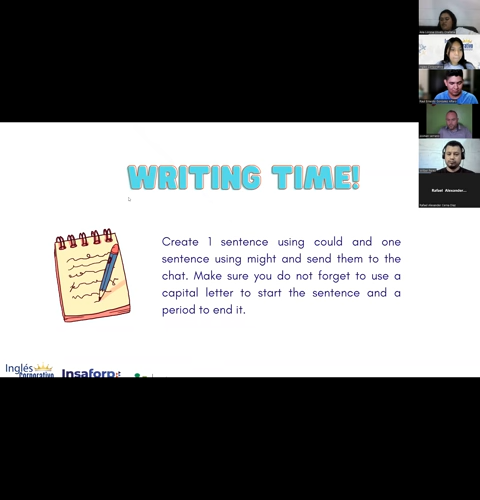 WRITING TIME!
Create 1 sentence using could and one
sentence using might and send them to the
chat. Make sure you do not forget to use a
capital letter to start the sentence and a
period to end it.
Inglés
corporativo
Insaforp
Rafael Alexander...